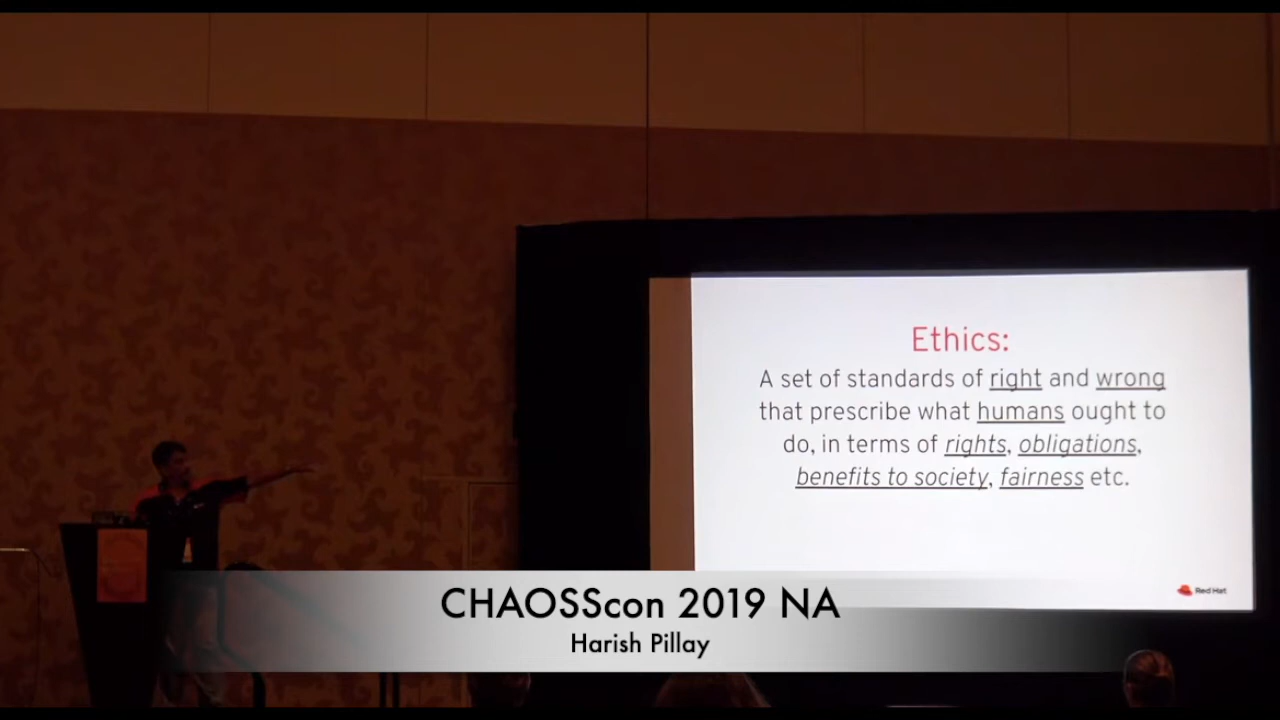 Ethics:
A set of standards of right and wrong
that prescribe what humans ought to
do, in terms of rights, obligations,
benefits to society, fairness etc.
Red Hat
CHAOSScon 2019 NA
Harish Pillay